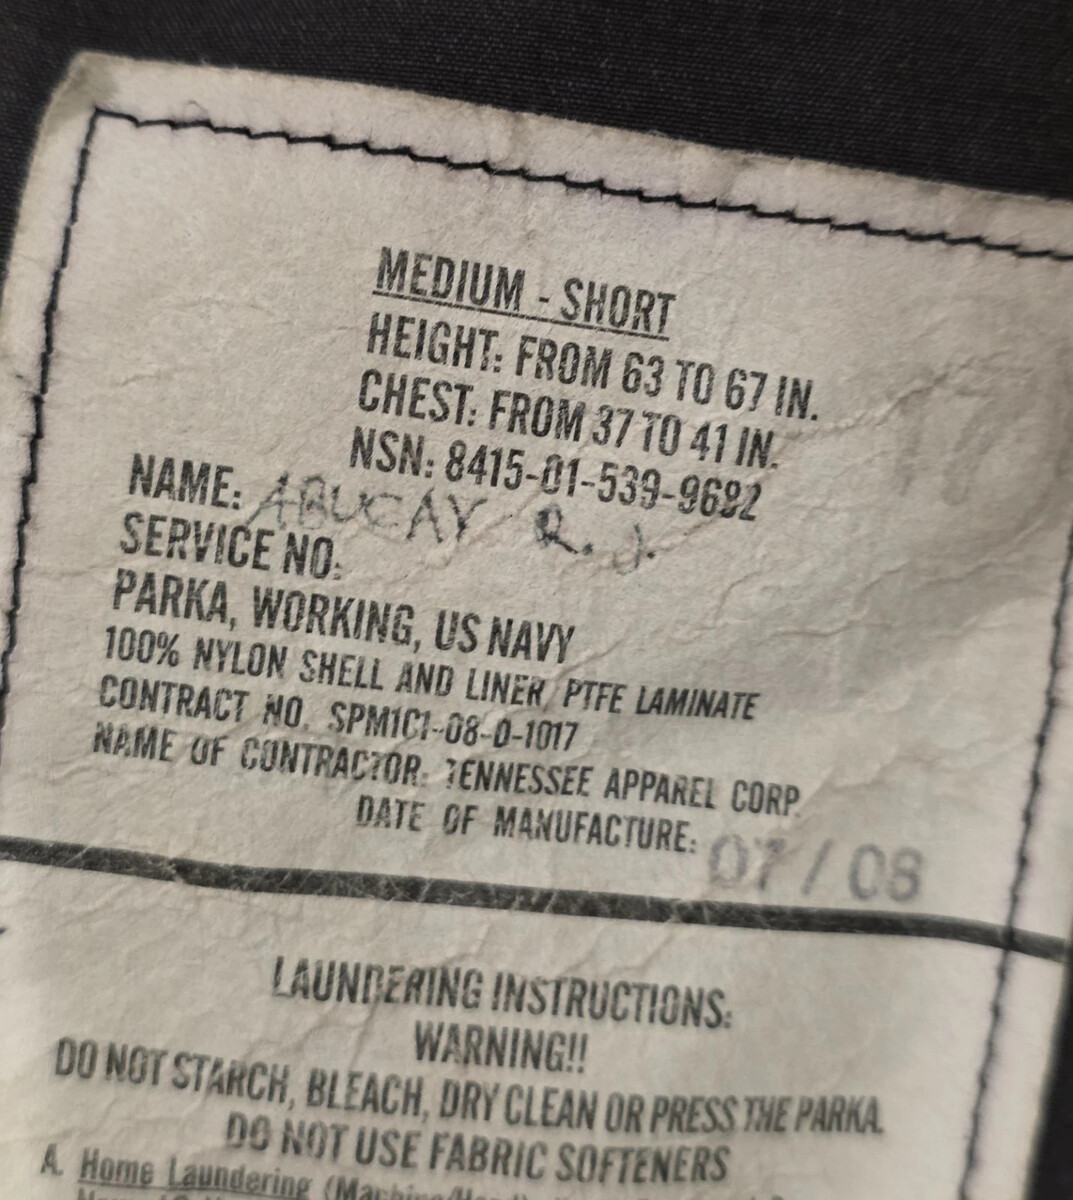 MEDIUM - SHORT
HEIGHT: FROM 63 TO 67 IN.
CHEST: FROM 37 TO 41 IN.
NSN: 8415-01-539-9682
NAME: ABUCAY R. J.
SERVICE NO:
PARKA, WORKING, US NAVY
100% NYLON SHELL AND LINER, PTFE LAMINATE
CONTRACT NO. SPM1C1-08-D-1017
NAME OF CONTRACTOR: TENNESSEE APPAREL CORP.
DATE OF MANUFACTURE: 07/08
LAUNDERING INSTRUCTIONS:
WARNING!!
DO NOT STARCH, BLEACH, DRY CLEAN OR PRESS THE PARKA.
DO NOT USE FABRIC SOFTENERS
A. Home Laundering (Machine/Hand)